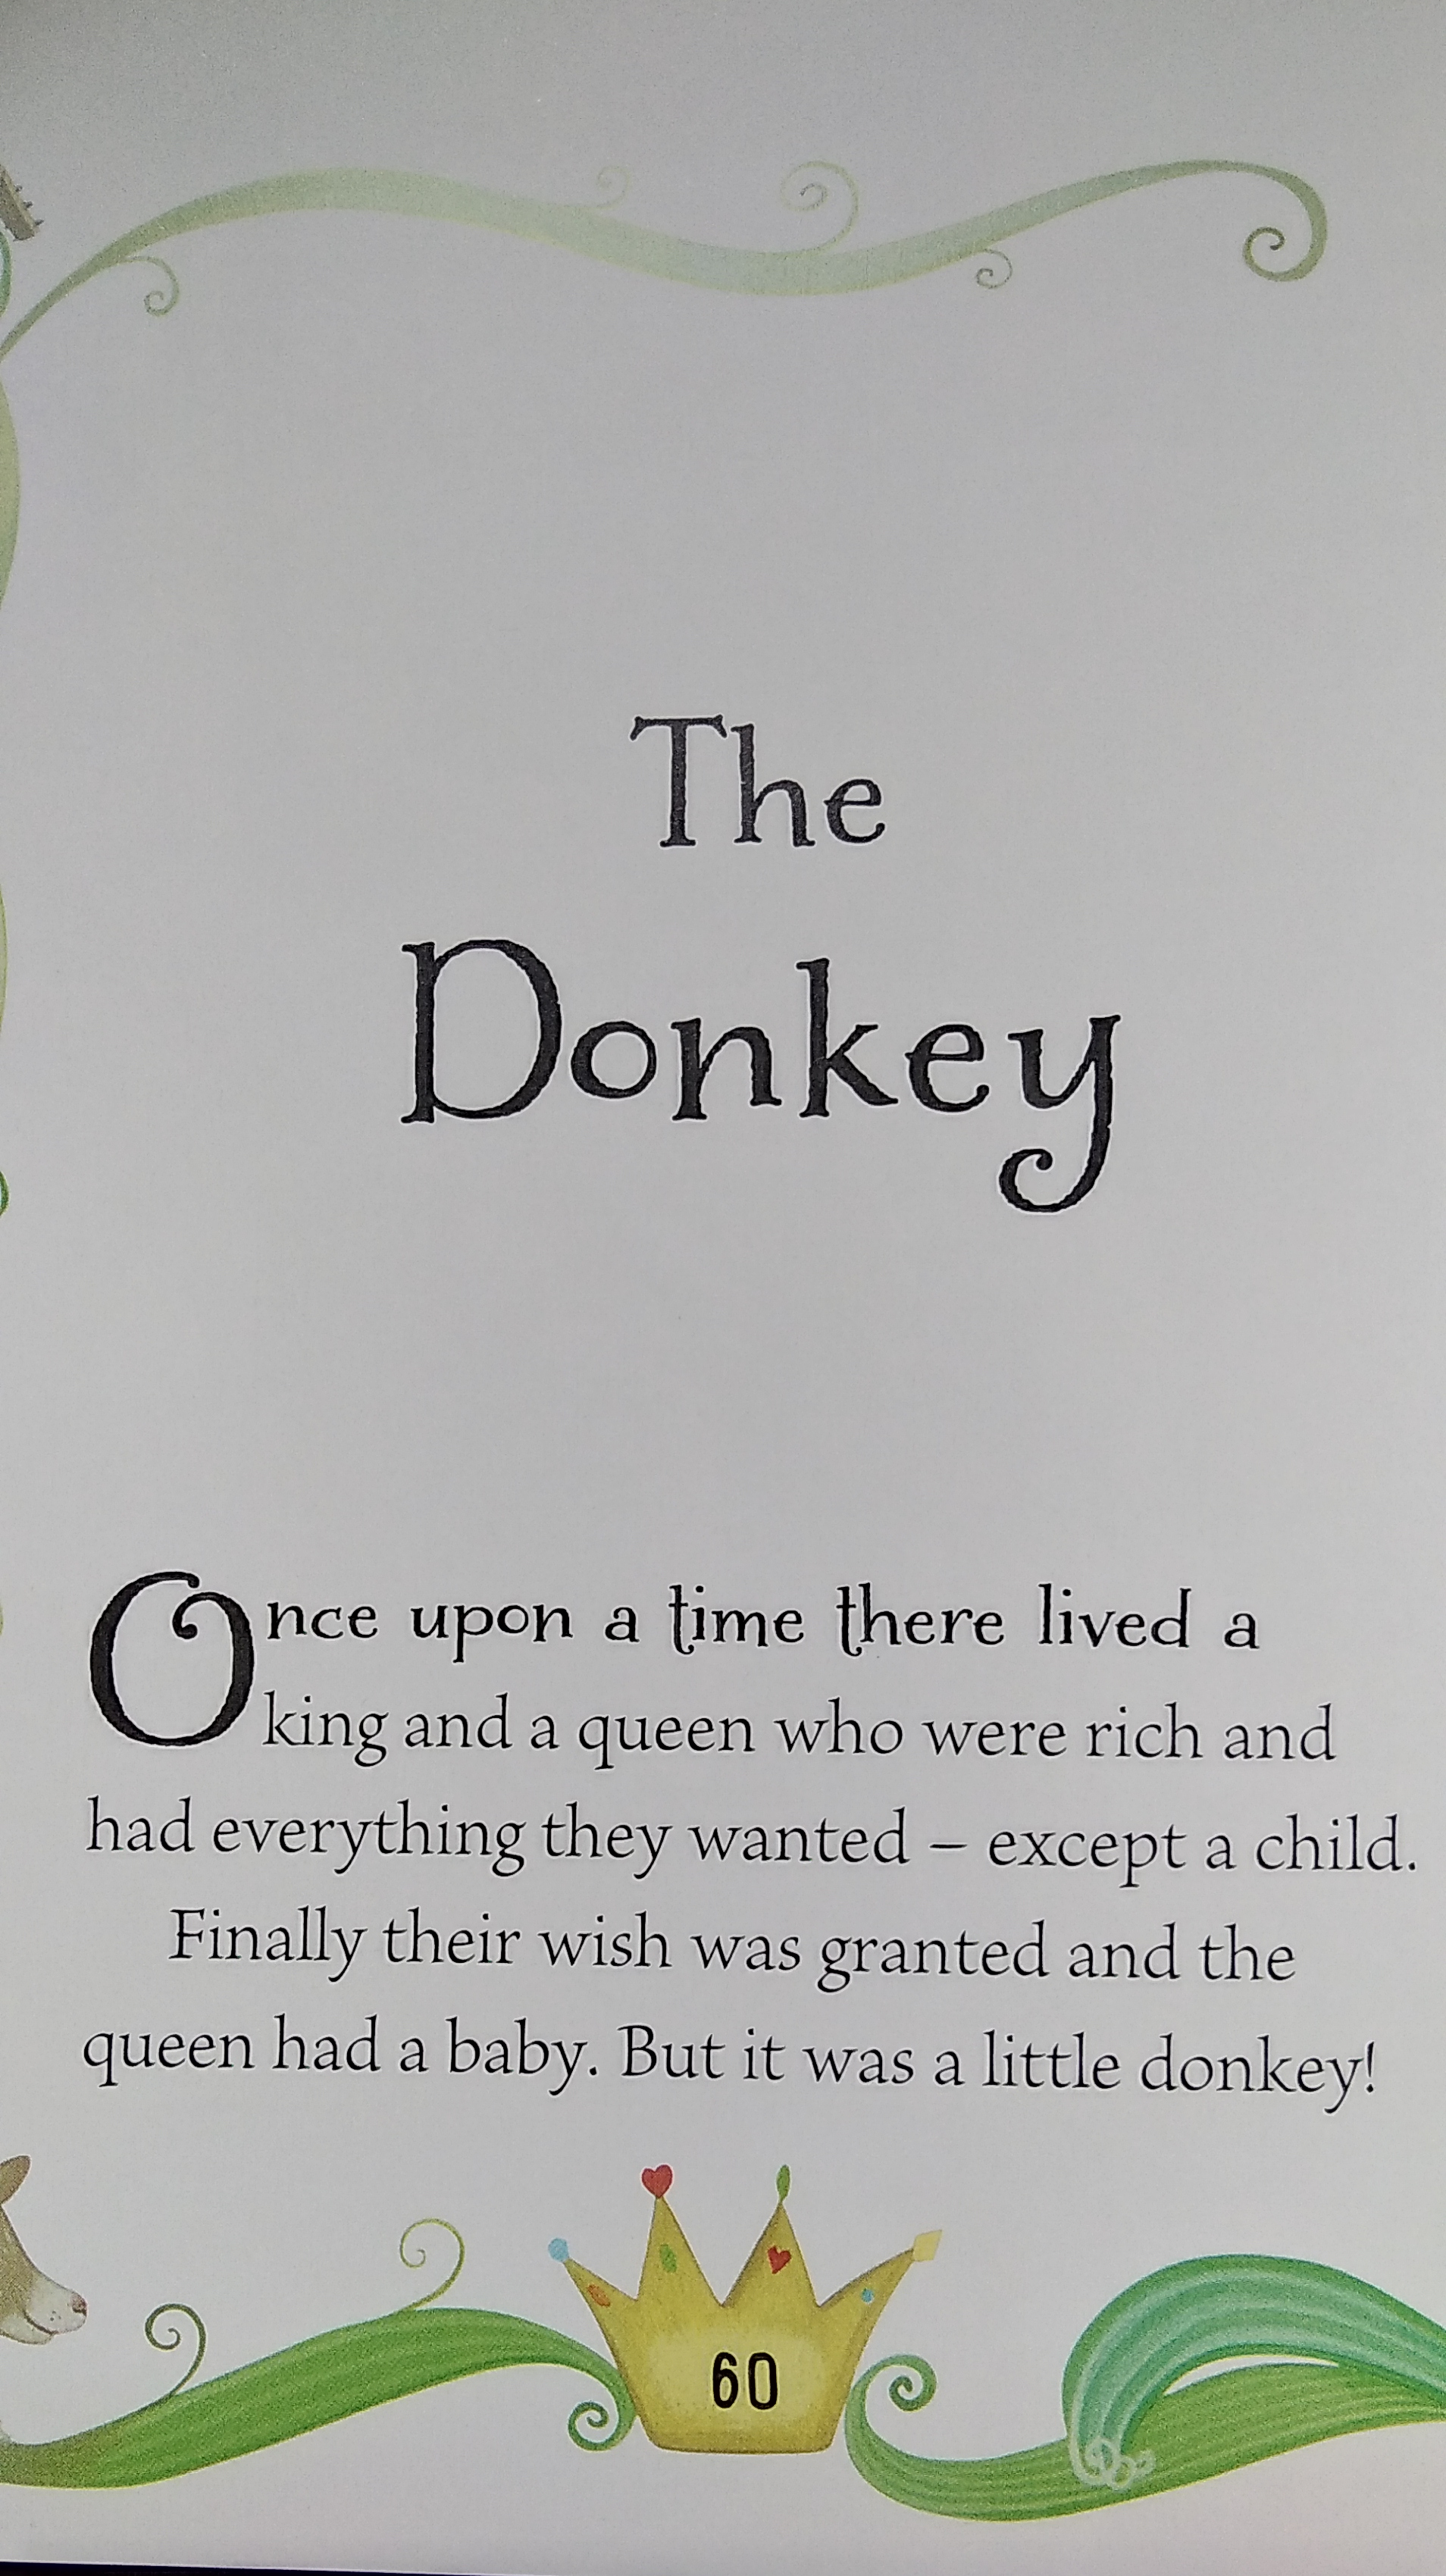 The
Donkey
Once upon a time there lived a
king and a queen who were rich and
had everything they wanted – except a child.
Finally their wish was granted and the
queen had a baby. But it was a little donkey!
60